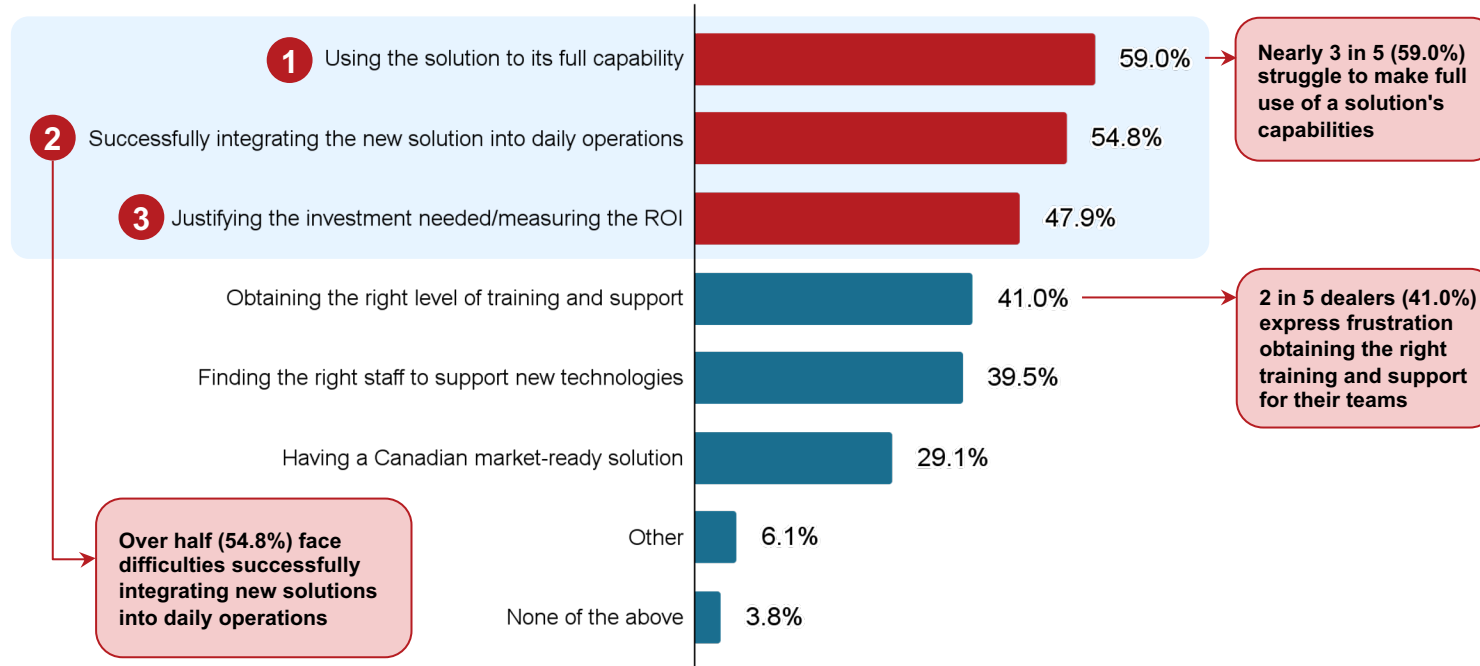 1 Using the solution to its full capability 59.0%
Nearly 3 in 5 (59.0%)
struggle to make full
use of a solution's
capabilities
2 Successfully integrating the new solution into daily operations 54.8%
3 Justifying the investment needed/measuring the ROI 47.9%
Obtaining the right level of training and support 41.0%
2 in 5 dealers (41.0%)
express frustration
obtaining the right
training and support
for their teams
Finding the right staff to support new technologies 39.5%
Having a Canadian market-ready solution 29.1%
Other 6.1%
None of the above 3.8%
Over half (54.8%) face
difficulties successfully
integrating new solutions
into daily operations